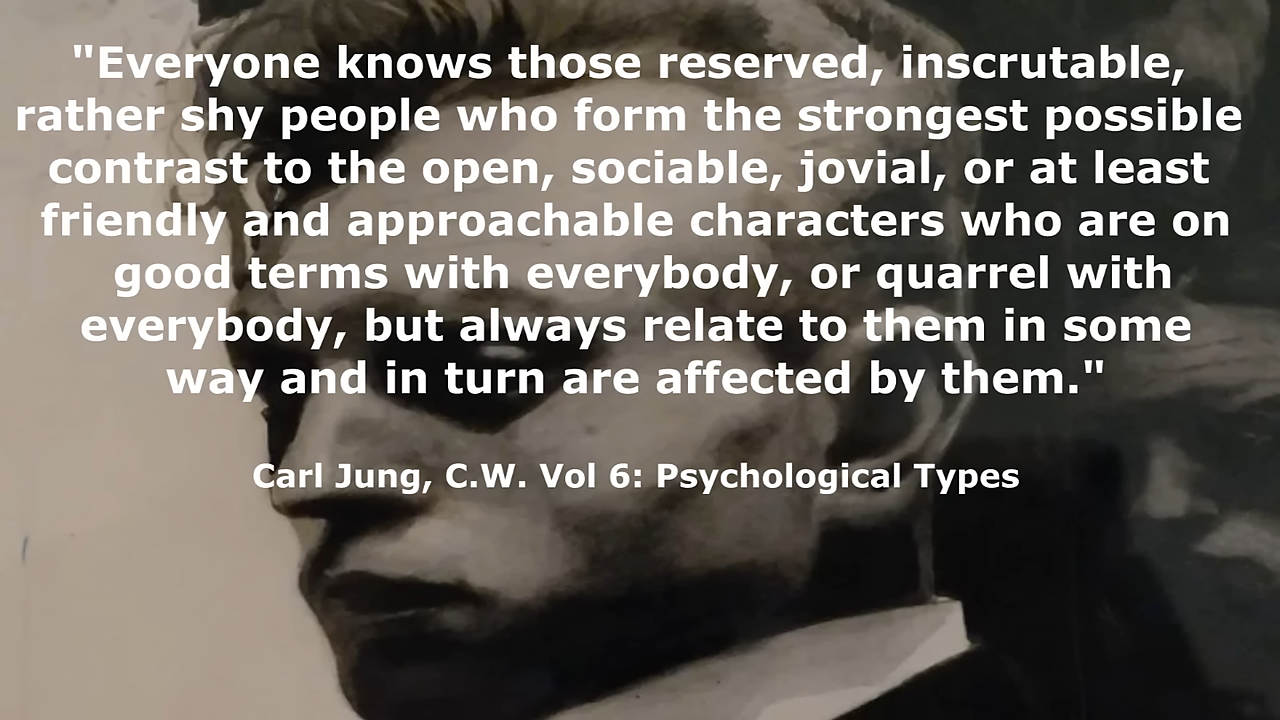 "Everyone knows those reserved, inscrutable,
rather shy people who form the strongest possible
contrast to the open, sociable, jovial, or at least
friendly and approachable characters who are on
good terms with everybody, or quarrel with
everybody, but always relate to them in some
way and in turn are affected by them."
Carl Jung, C.W. Vol 6: Psychological Types